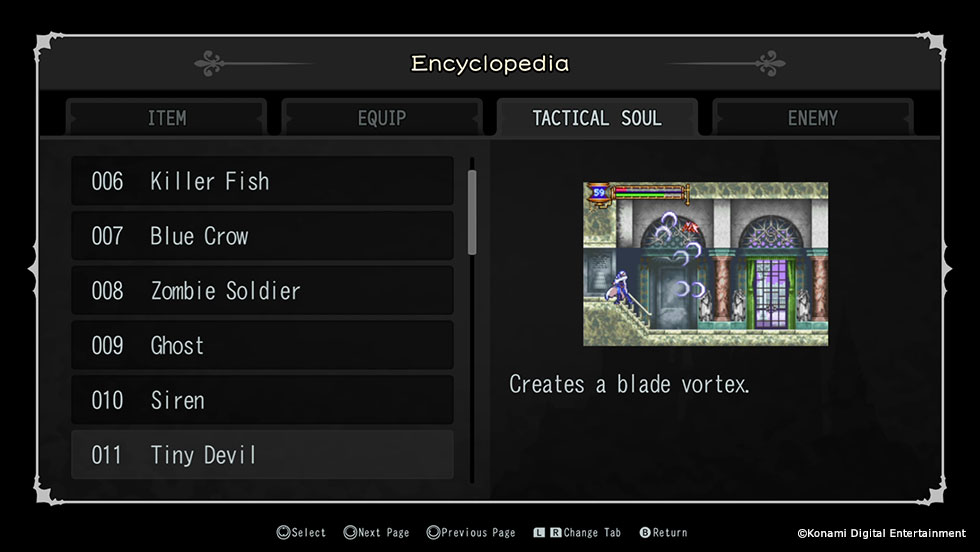 Encyclopedia
ITEM EQUIP TACTICAL SOUL ENEMY
006 Killer Fish
007 Blue Crow
008 Zombie Soldier
009 Ghost
010 Siren
011 Tiny Devil
59
Creates a blade vortex.
Select Next Page Previous Page L R Change Tab B Return
©Konami Digital Entertainment